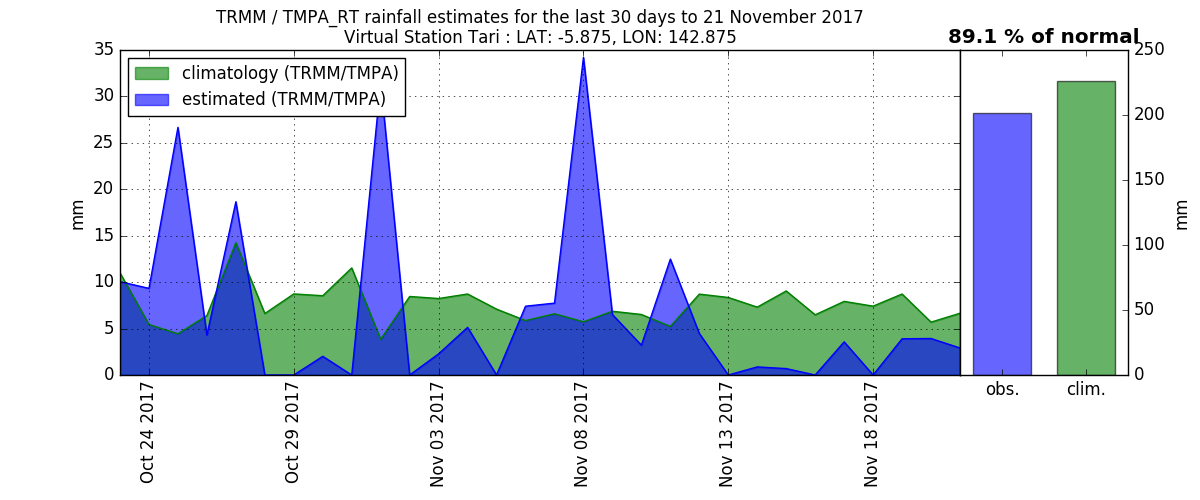 TRMM / TMPA_RT rainfall estimates for the last 30 days to 21 November 2017
Virtual Station Tari : LAT: -5.875, LON: 142.875
89.1 % of normal
climatology (TRMM/TMPA)
estimated (TRMM/TMPA)
mm
35
30
25
20
15
10
5
0
Oct 24 2017
Oct 29 2017
Nov 03 2017
Nov 08 2017
Nov 13 2017
Nov 18 2017
obs.
clim.
250
200
150
100
50
0
mm